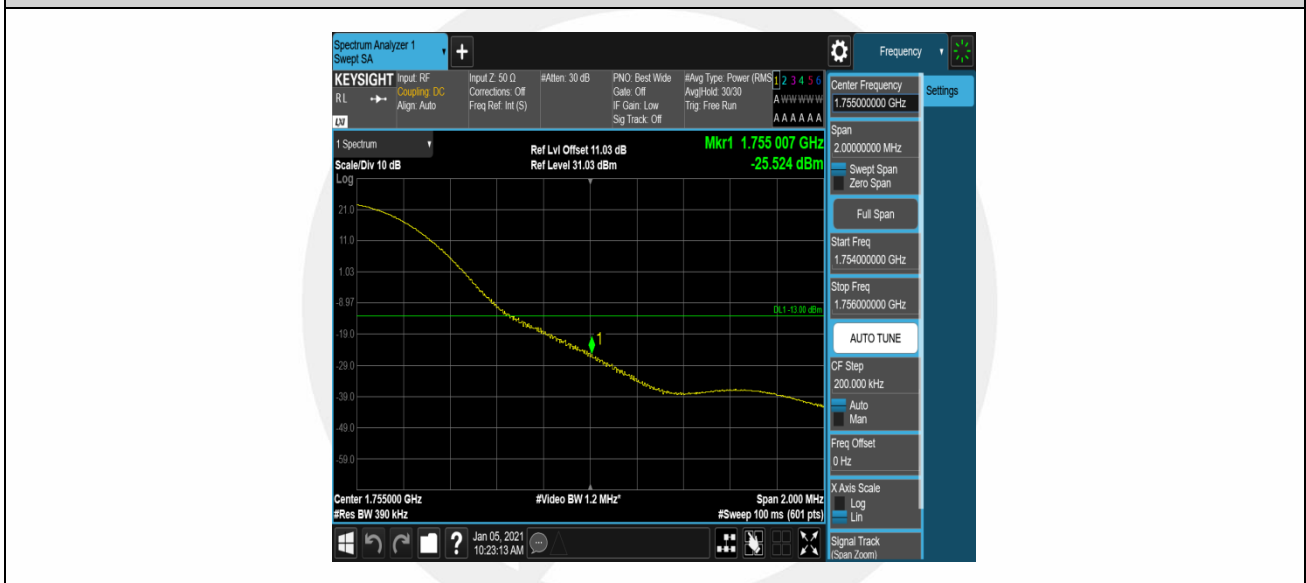 Spectrum Analyzer 1
Swept SA
+
Frequency
KEYSIGHT
RL
LXI
Input: RF
Coupling: DC
Align: Auto
Input Z: 50 Ω
Corrections: Off
Freq Ref: Int (S)
#Atten: 30 dB
PNO: Best Wide
Gate: Off
IF Gain: Low
Sig Track: Off
#Avg Type: Power (RMS
Avg|Hold: 30/30
Trig: Free Run
1 2 3 4 5 6
A W W W W W
A A A A A A
1 Spectrum
Scale/Div 10 dB
Log
Ref Lvl Offset 11.03 dB
Ref Level 31.03 dBm
Mkr1 1.755 007 GHz
-25.524 dBm
21.0
11.0
1.03
-8.97
DL1 -13.00 dBm
-19.0
1
-29.0
-39.0
-49.0
-59.0
Center 1.755000 GHz
#Res BW 390 kHz
#Video BW 1.2 MHz*
Span 2.000 MHz
#Sweep 100 ms (601 pts)
?
Jan 05, 2021
10:23:13 AM
Center Frequency
1.755000000 GHz
Settings
Span
2.00000000 MHz
Swept Span
Zero Span
Full Span
Start Freq
1.754000000 GHz
Stop Freq
1.756000000 GHz
AUTO TUNE
CF Step
200.000 kHz
Auto
Man
Freq Offset
0 Hz
X Axis Scale
Log
Lin
Signal Track
(Span Zoom)